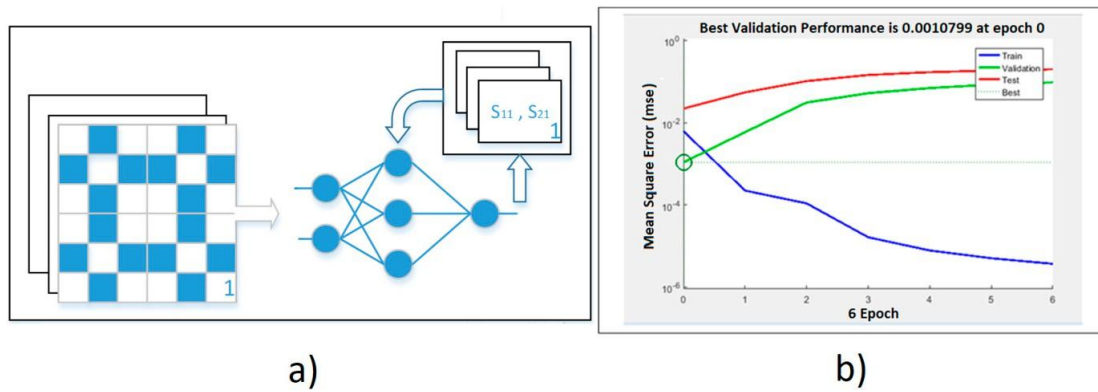 S11 , S21
1
1
a)
Best Validation Performance is 0.0010799 at epoch 0
Mean Square Error (mse)
10^0
10^-2
10^-4
10^-6
Train
Validation
Test
Best
0 1 2 3 4 5 6
6 Epoch
b)